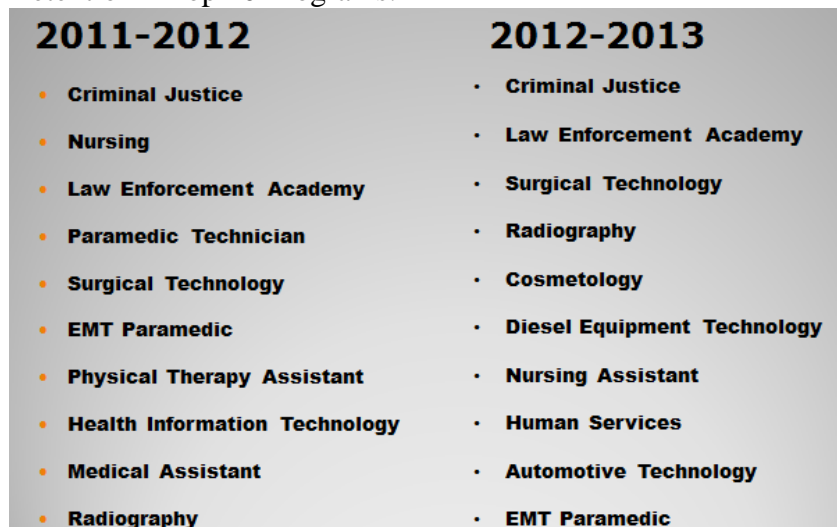 2011-2012
• Criminal Justice
• Nursing
• Law Enforcement Academy
• Paramedic Technician
• Surgical Technology
• EMT Paramedic
• Physical Therapy Assistant
• Health Information Technology
• Medical Assistant
• Radiography
2012-2013
• Criminal Justice
• Law Enforcement Academy
• Surgical Technology
• Radiography
• Cosmetology
• Diesel Equipment Technology
• Nursing Assistant
• Human Services
• Automotive Technology
• EMT Paramedic